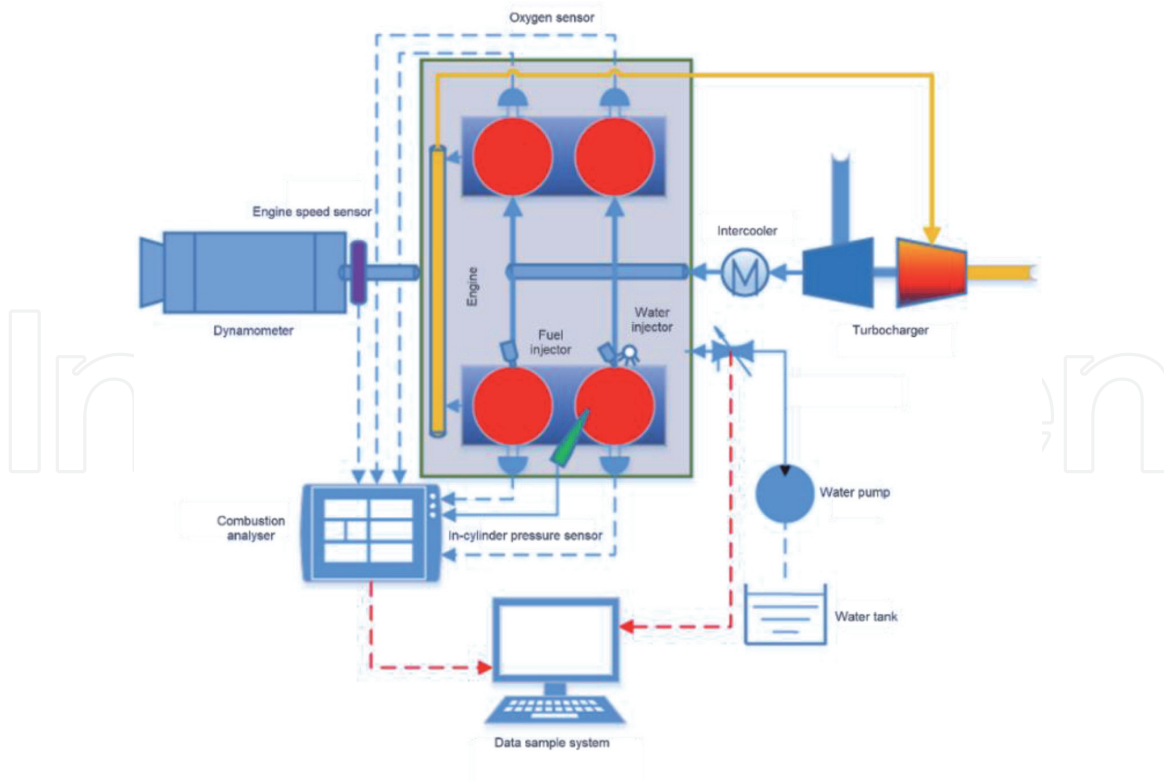 Oxygen sensor
Engine speed sensor
Intercooler
Engine
Water
injector
Dynamometer
Fuel
injector
Turbocharger
Water pump
Combustion
analyser
In-cylinder pressure sensor
Water tank
Data sample system